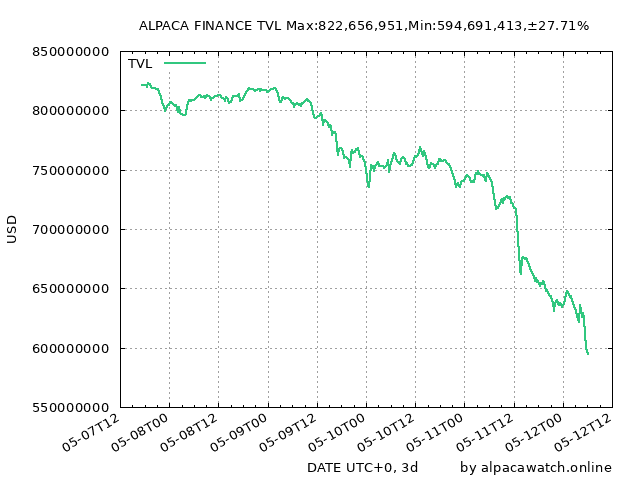 ALPACA FINANCE TVL Max:822,656,951,Min:594,691,413,±27.71%
850000000
TVL
800000000
750000000
700000000
USD
650000000
600000000
550000000
05-07T12
05-08T00
05-08T12
05-09T00
05-09T12
05-10T00
05-10T12
05-11T00
05-11T12
05-12T00
05-12T12
DATE UTC+0, 3d
by alpacawatch.online